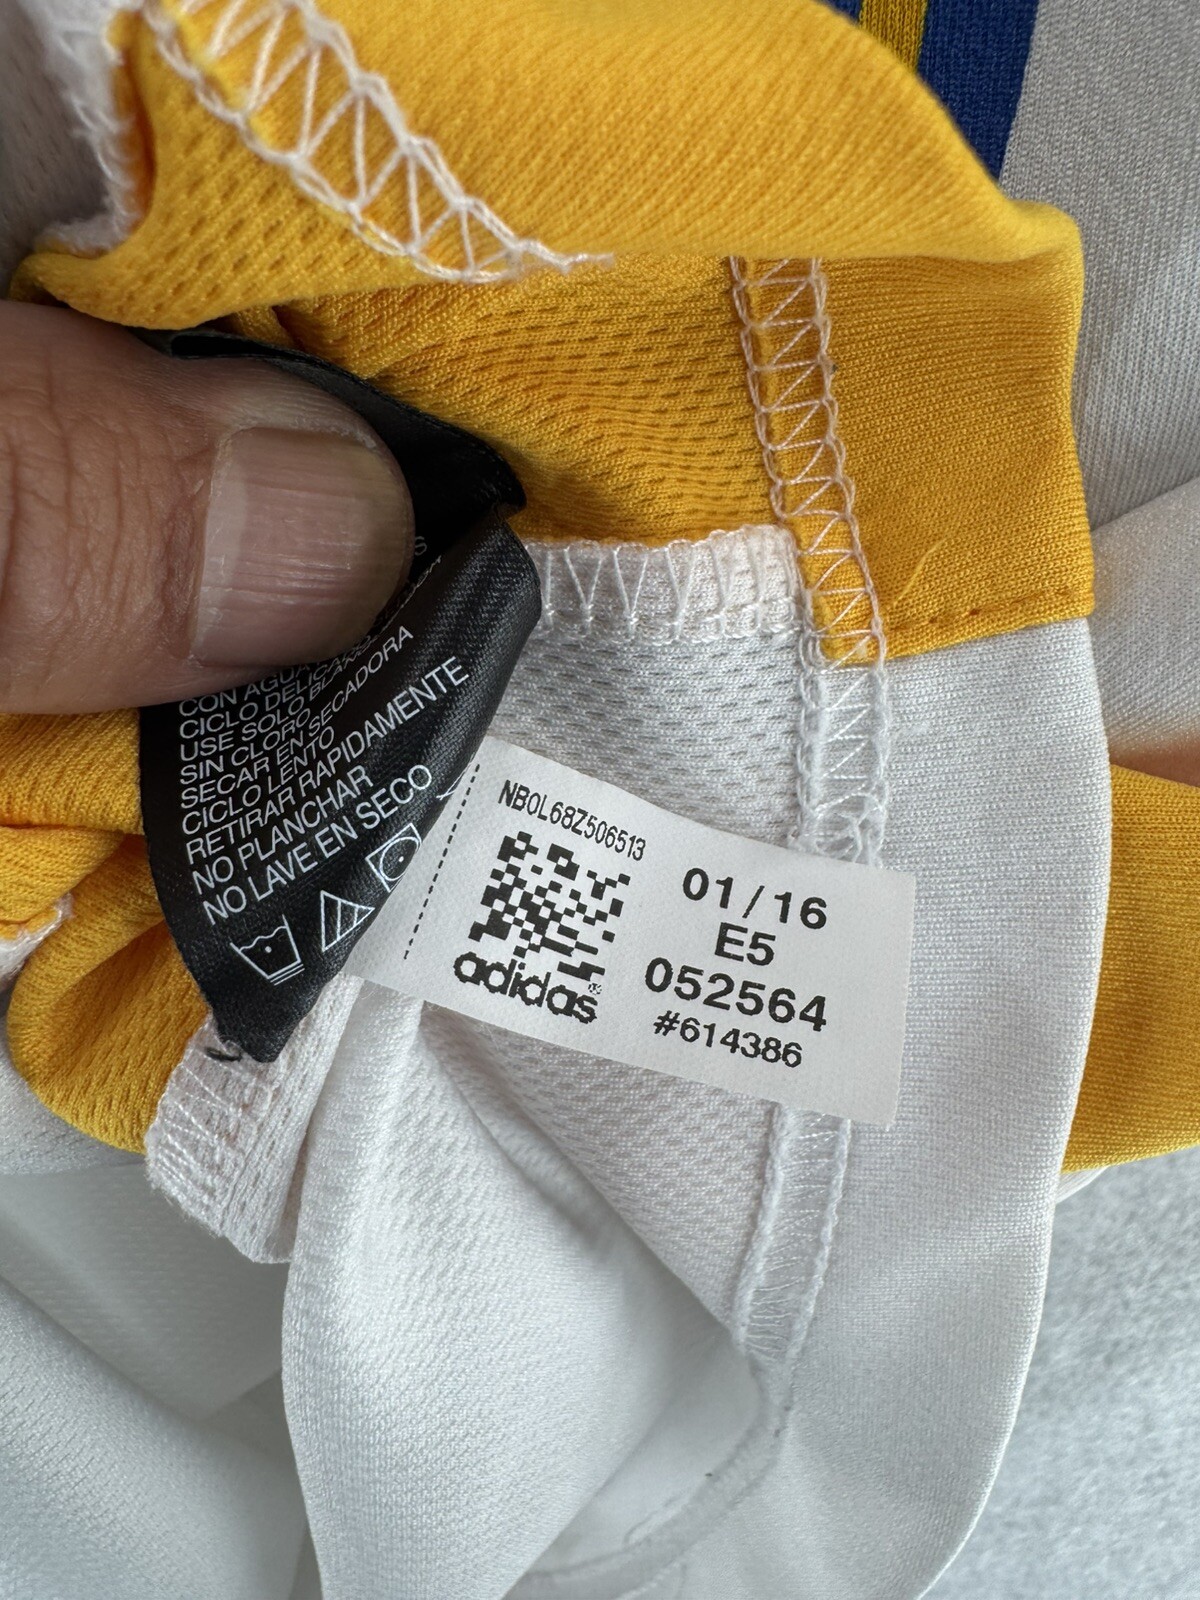 CON AGUA
CICLO DELICADO
USE SOLO BLANQUEADOR
SIN CLORO
SECAR EN SECADORA
CICLO LENTO
RETIRAR RAPIDAMENTE
NO PLANCHAR
NO LAVE EN SECO
NB0L68Z506513
01/16
E5
052564
#614386
adidas®